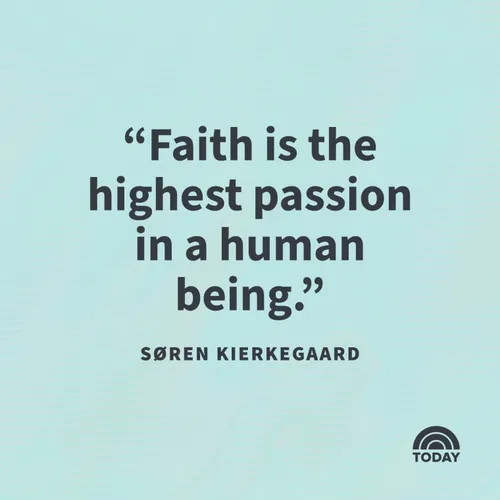 “Faith is the
highest passion
in a human
being.”
SØREN KIERKEGAARD
TODAY